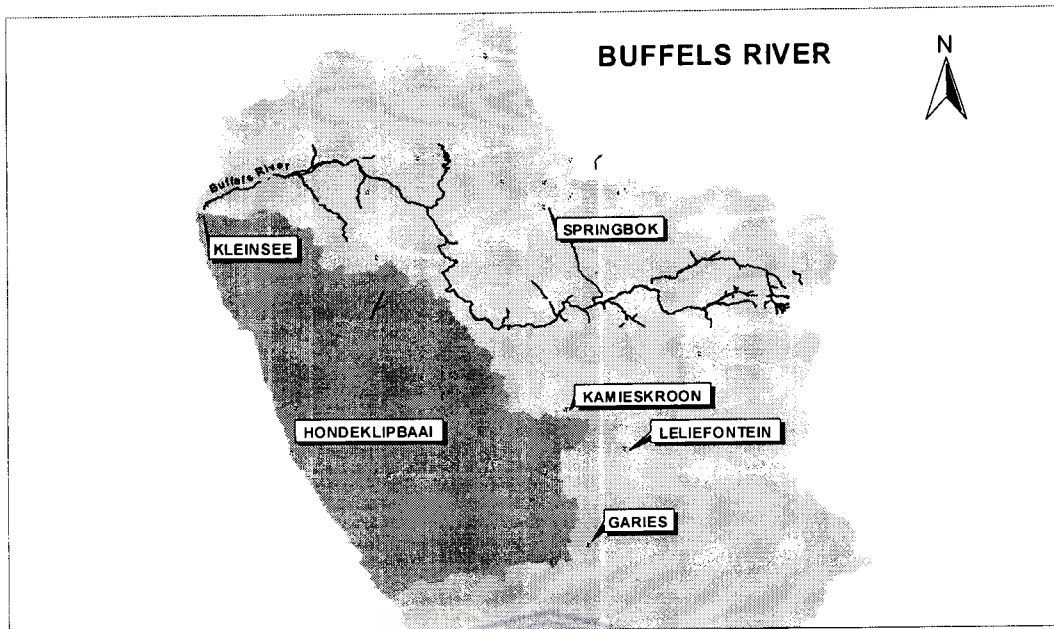 BUFFELS RIVER
N
Buffels River
SPRINGBOK
KLEINSEE
KAMIESKROON
HONDEKLIPBAAI
LELIEFONTEIN
GARIES